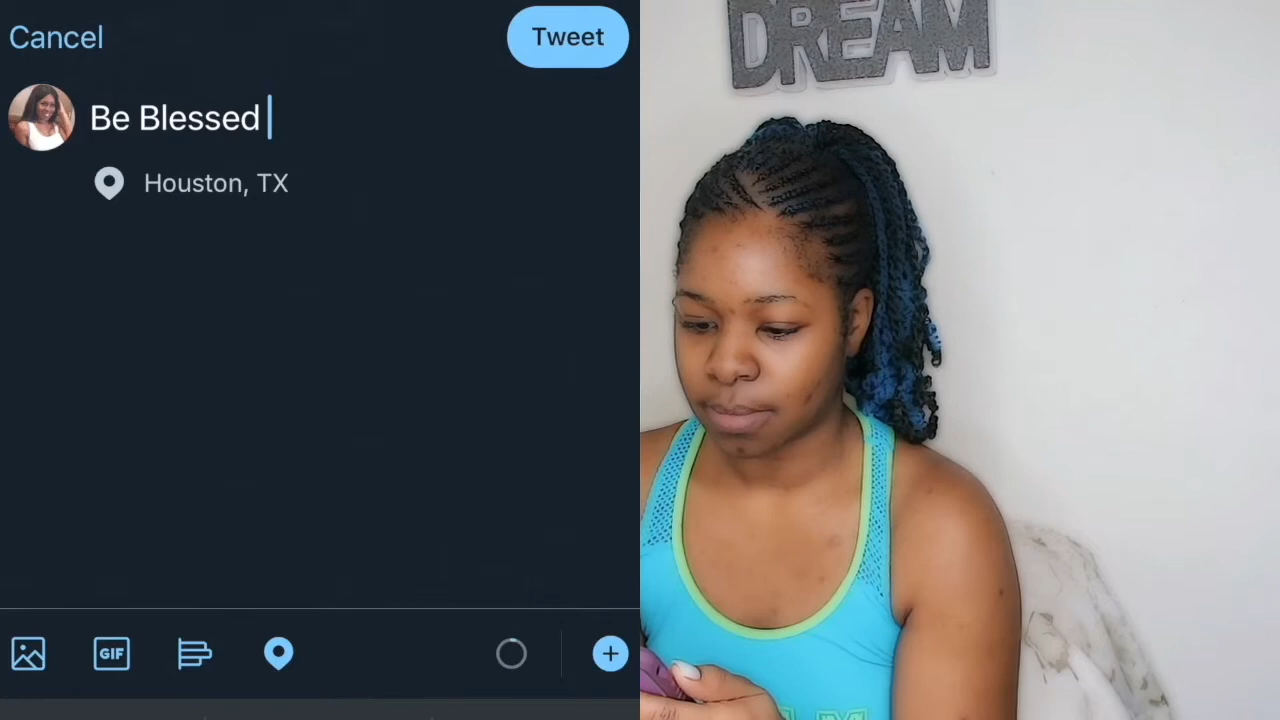 Cancel
Tweet
Be Blessed
Houston, TX
GIF
DREAM